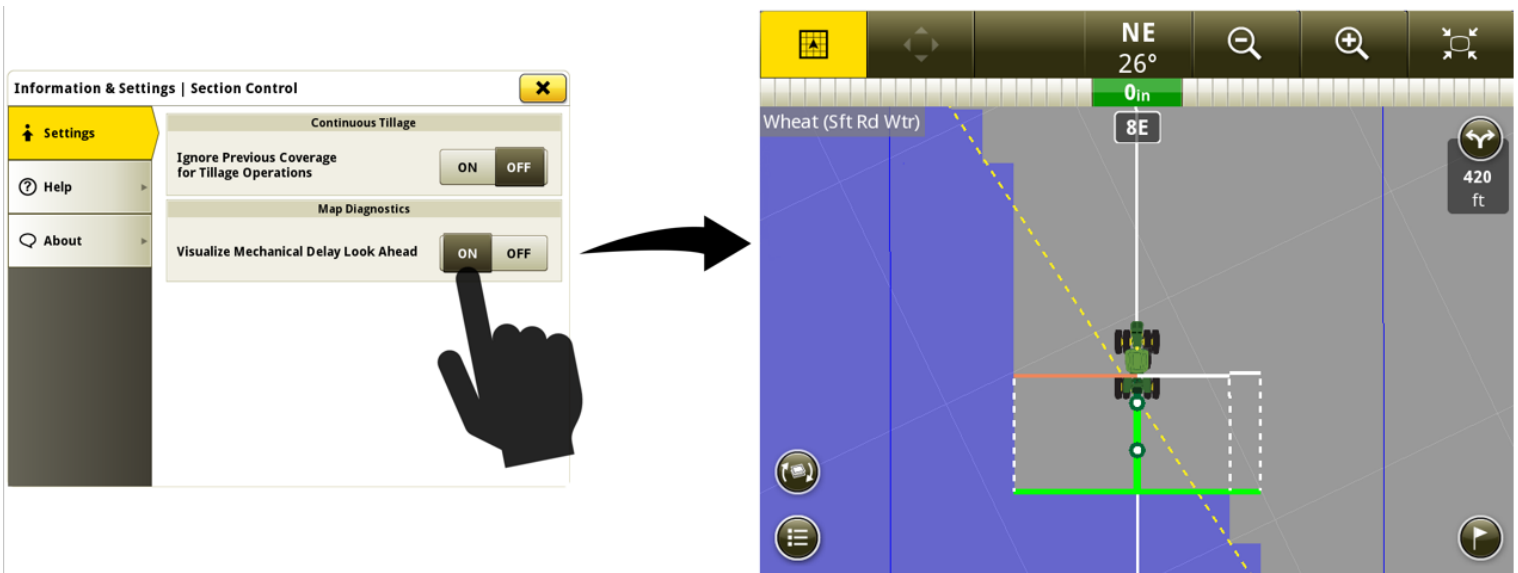 Information & Settings | Section Control
Settings
Help
About
Continuous Tillage
Ignore Previous Coverage
for Tillage Operations
ON OFF
Map Diagnostics
Visualize Mechanical Delay Look Ahead
ON OFF
NE
26°
0in
Wheat (Sft Rd Wtr)
8E
420
ft